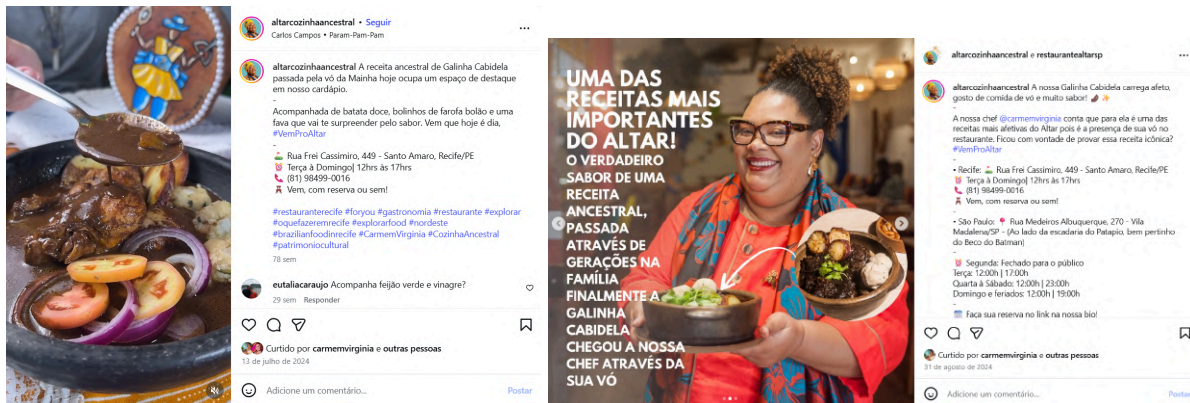 altarcozinhaancestral • Seguir
Carlos Campos • Param-Pam-Pam
altarcozinhaancestral A receita ancestral de Galinha Cabidela
passada pela vó da Mainha hoje ocupa um espaço de destaque
em nosso cardápio.
-
Acompanhada de batata doce, bolinhos de farofa bolão e uma
fava que vai te surpreender pelo sabor. Vem que hoje é dia,
#VemProAltar
-
Rua Frei Cassimiro, 449 - Santo Amaro, Recife/PE
Terça à Domingo| 12hrs às 17hrs
(81) 98499-0016
Vem, com reserva ou sem!
#restauranterecife #foryou #gastronomia #restaurante #explorar
#oquefazeremrecife #explorarfood #nordeste
#brazilianfoodinrecife #CarmemVirginia #CozinhaAncestral
#patrimoniocultural
78 sem
eutaliacaraujo Acompanha feijão verde e vinagre?
29 sem Responder
Curtido por carmemvirginia e outras pessoas
13 de julho de 2024
Adicione um comentário...
Postar
UMA DAS
RECEITAS MAIS
IMPORTANTES
DO ALTAR!
O VERDADEIRO
SABOR DE UMA
RECEITA
ANCESTRAL,
PASSADA
ATRAVÉS DE
GERAÇÕES NA
FAMÍLIA
FINALMENTE A
GALINHA
CABIDELA
CHEGOU A NOSSA
CHEF ATRAVÉS DA
SUA VÓ
altarcozinhaancestral e restaurantealtarsp
altarcozinhaancestral A nossa Galinha Cabidela carrega afeto,
gosto de comida de vó e muito sabor!
-
A nossa chef @carmemvirginia conta que para ela é uma das
receitas mais afetivas do Altar pois é a presença de sua vó no
restaurante. Ficou com vontade de provar essa receita icônica?
#VemProAltar
-
• Recife: Rua Frei Cassimiro, 449 - Santo Amaro, Recife/PE
Terça à Domingo| 12hrs às 17hrs
(81) 98499-0016
Vem, com reserva ou sem!
-
• São Paulo: Rua Medeiros Albuquerque, 270 - Vila
Madalena/SP - (Ao lado da escadaria do Patapio, bem pertinho
do Beco do Batman)
-
Segunda: Fechado para o público
Terça: 12:00h | 17:00h
Quarta à Sábado: 12:00h | 23:00h
Domingo e feriados: 12:00h | 19:00h
-
Faça sua reserva no link na nossa bio!
Curtido por carmemvirginia e outras pessoas
31 de agosto de 2024
Adicione um comentário...
Postar